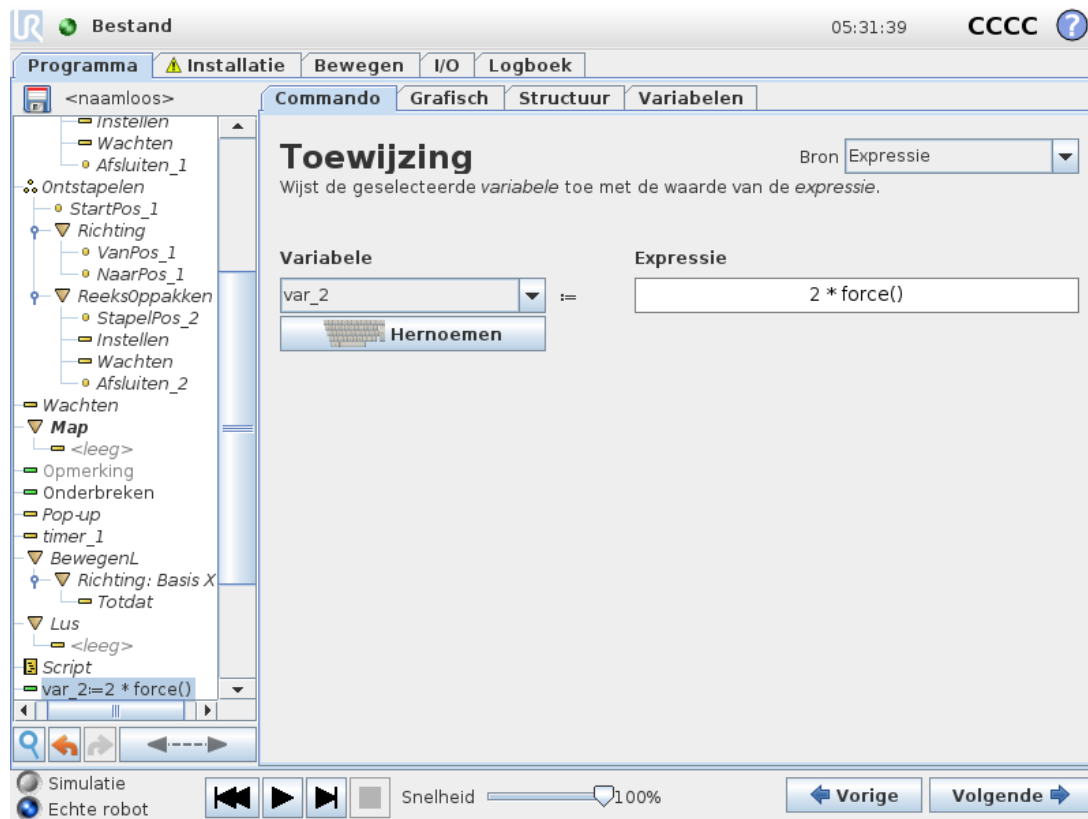 UR Bestand 05:31:39 CCCC ?
Programma Installatie Bewegen I/O Logboek
<naamloos>
Commando Grafisch Structuur Variabelen
Instellen
Wachten
Afsluiten_1
Ontstapelen
StartPos_1
Richting
VanPos_1
NaarPos_1
ReeksOppakken
StapelPos_2
Instellen
Wachten
Afsluiten_2
Wachten
Map
<leeg>
Opmerking
Onderbreken
Pop-up
timer_1
BewegenL
Richting: Basis X
Totdat
Lus
<leeg>
Script
var_2:=2 * force()
Toewijzing
Bron Expressie
Wijst de geselecteerde variabele toe met de waarde van de expressie.
Variabele Expressie
var_2 := 2 * force()
Hernoemen
Simulatie
Echte robot
Snelheid 100%
Vorige Volgende